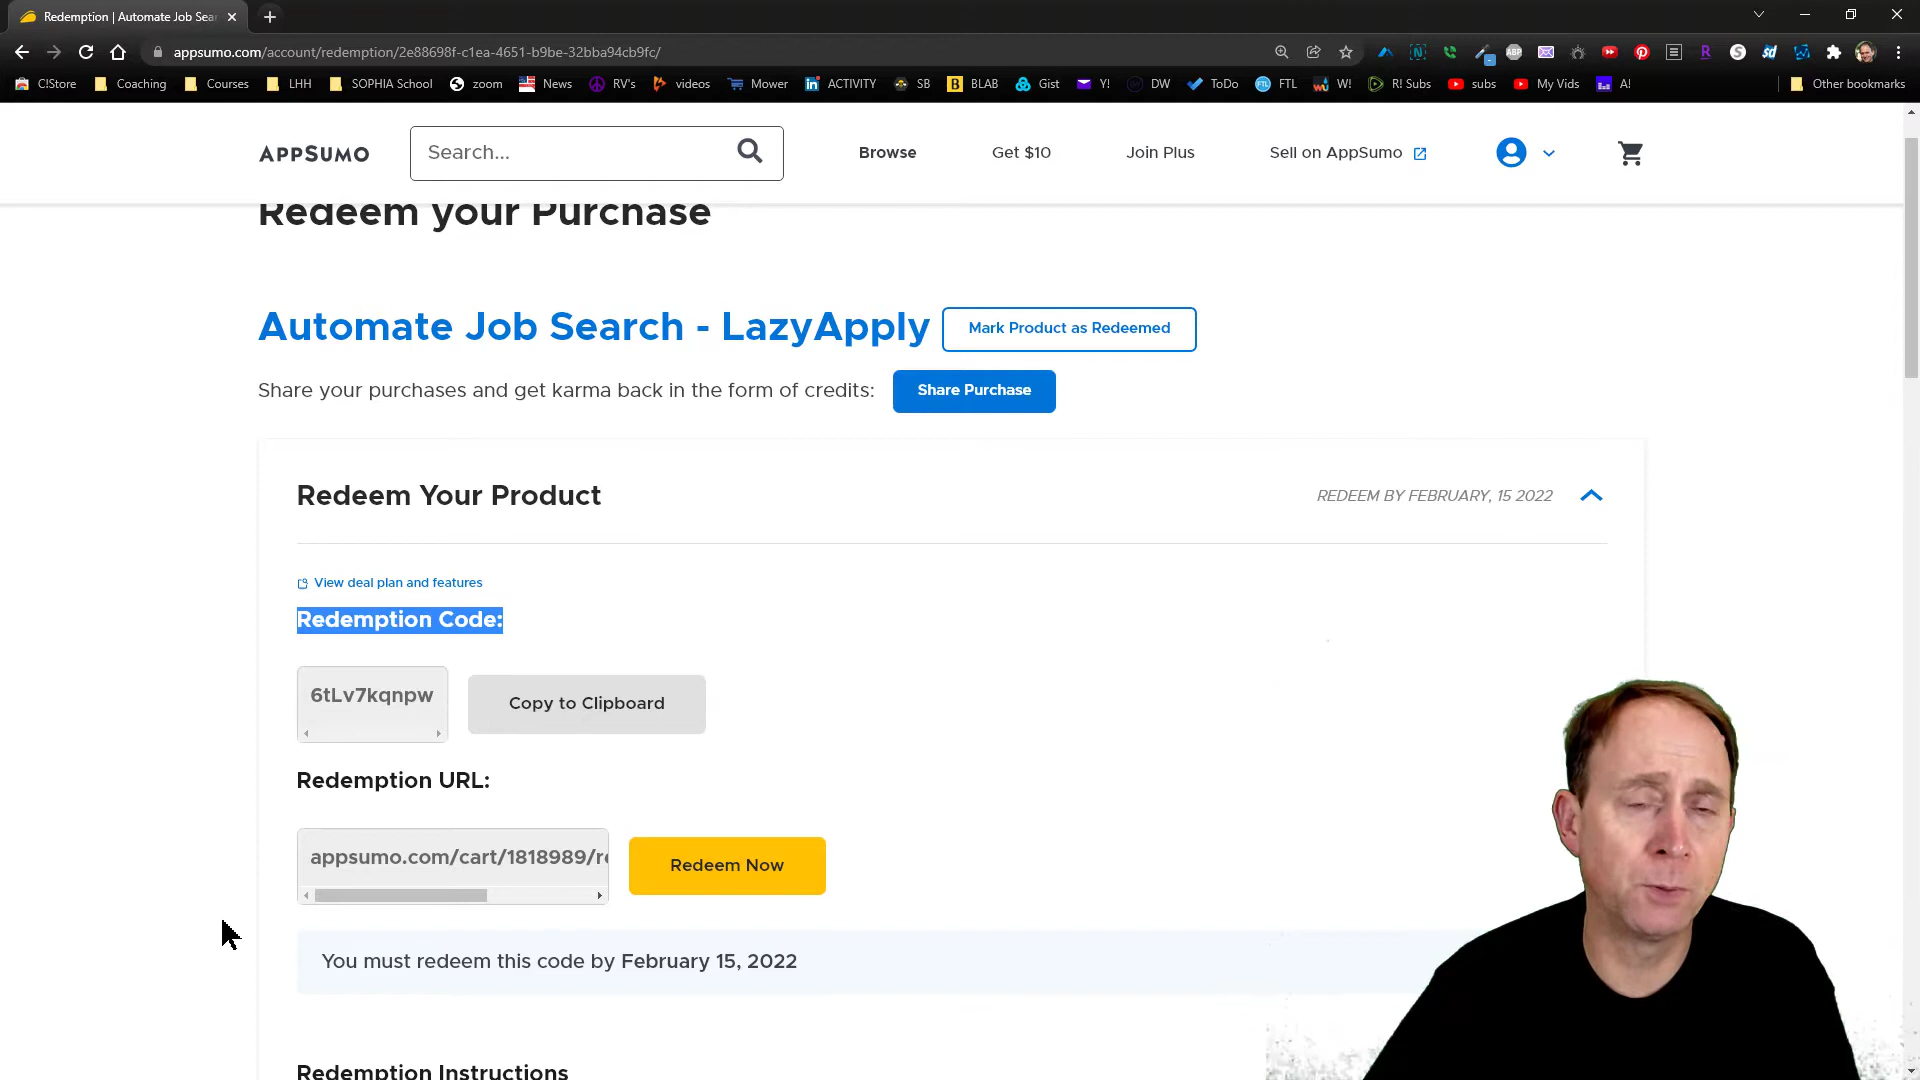 Redemption | Automate Job Sear
appsumo.com/account/redemption/2e88698f-c1ea-4651-b9be-32bba94cb9fc/
C!Store Coaching Courses LHH SOPHIA School zoom News RV's videos Mower ACTIVITY SB BLAB Gist Y! DW ToDo FTL W! R! Subs subs My Vids A! Other bookmarks
APPSUMO Search... Browse Get $10 Join Plus Sell on AppSumo
Redeem your Purchase
Automate Job Search - LazyApply Mark Product as Redeemed
Share your purchases and get karma back in the form of credits: Share Purchase
Redeem Your Product REDEEM BY FEBRUARY, 15 2022
View deal plan and features
Redemption Code:
6tLv7kqnpw Copy to Clipboard
Redemption URL:
appsumo.com/cart/1818989/re Redeem Now
You must redeem this code by February 15, 2022
Redemption Instructions